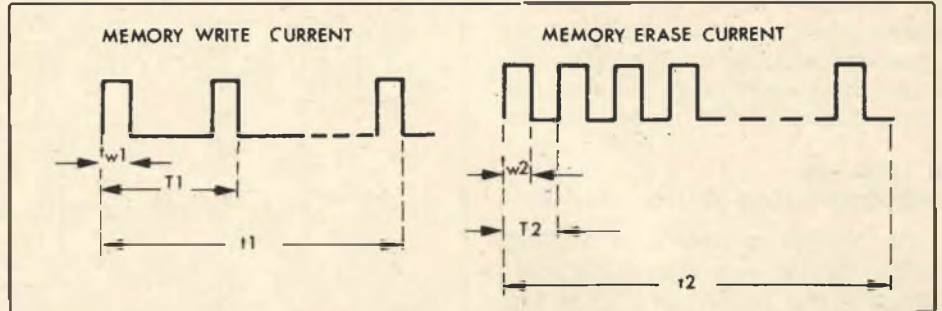 MEMORY WRITE CURRENT
MEMORY ERASE CURRENT
tw1
T1
t1
w2
T2
t2